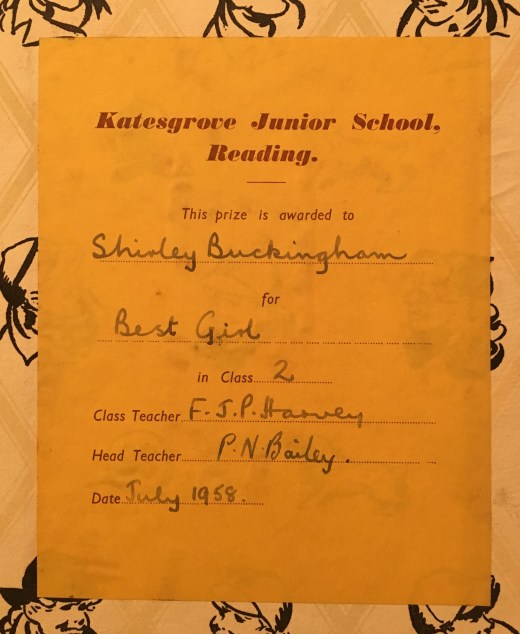 Katesgrove Junior School,
Reading.
This prize is awarded to
Shirley Buckingham
for
Best Girl
in Class 2
Class Teacher F. J. P. Harvey
Head Teacher P. N. Bailey.
Date July 1958.